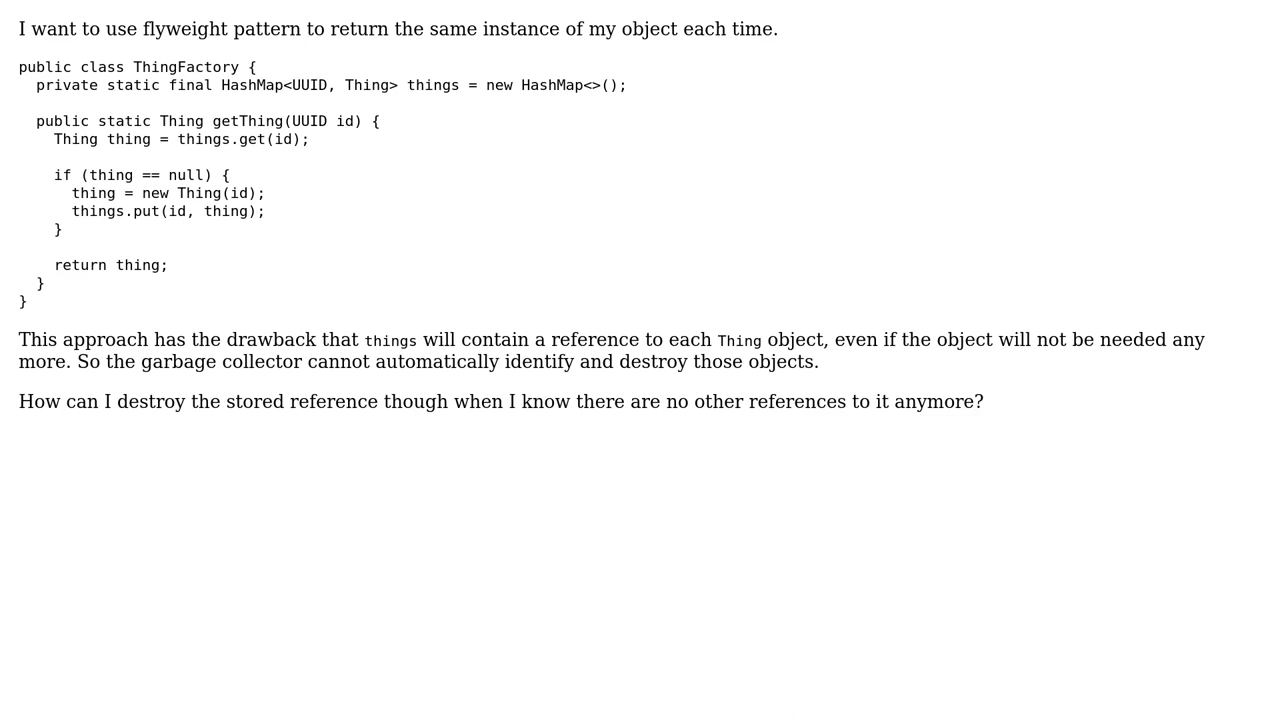 I want to use flyweight pattern to return the same instance of my object each time.
public class ThingFactory {
  private static final HashMap<UUID, Thing> things = new HashMap<>();

  public static Thing getThing(UUID id) {
    Thing thing = things.get(id);

    if (thing == null) {
      thing = new Thing(id);
      things.put(id, thing);
    }

    return thing;
  }
}
This approach has the drawback that things will contain a reference to each Thing object, even if the object will not be needed any
more. So the garbage collector cannot automatically identify and destroy those objects.
How can I destroy the stored reference though when I know there are no other references to it anymore?